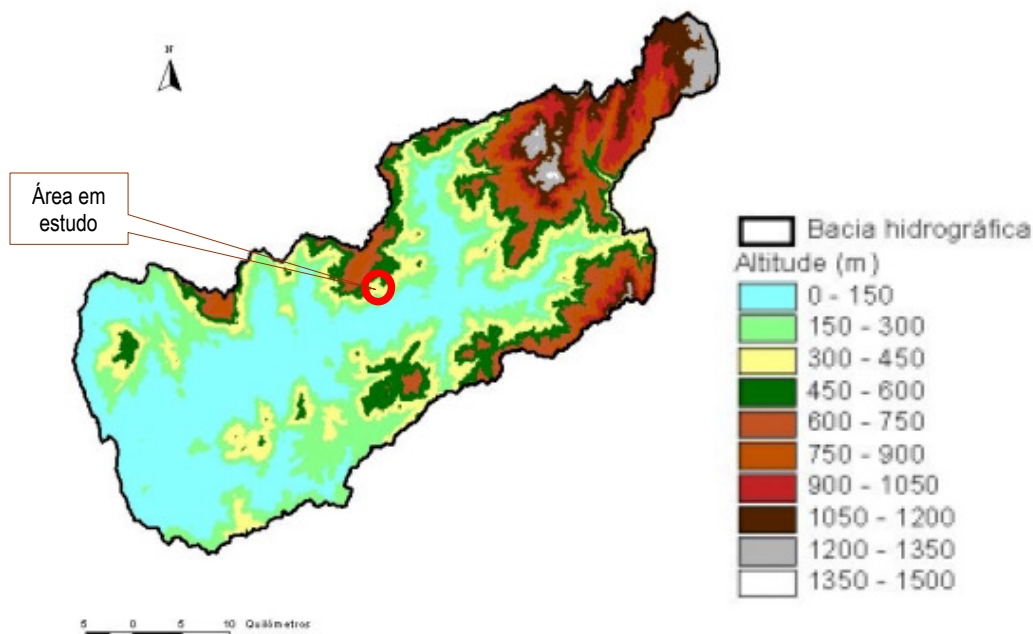 N
Área em
estudo
Bacia hidrográfica
Altitude (m)
0 - 150
150 - 300
300 - 450
450 - 600
600 - 750
750 - 900
900 - 1050
1050 - 1200
1200 - 1350
1350 - 1500
5 0 5 10 Quilómetros